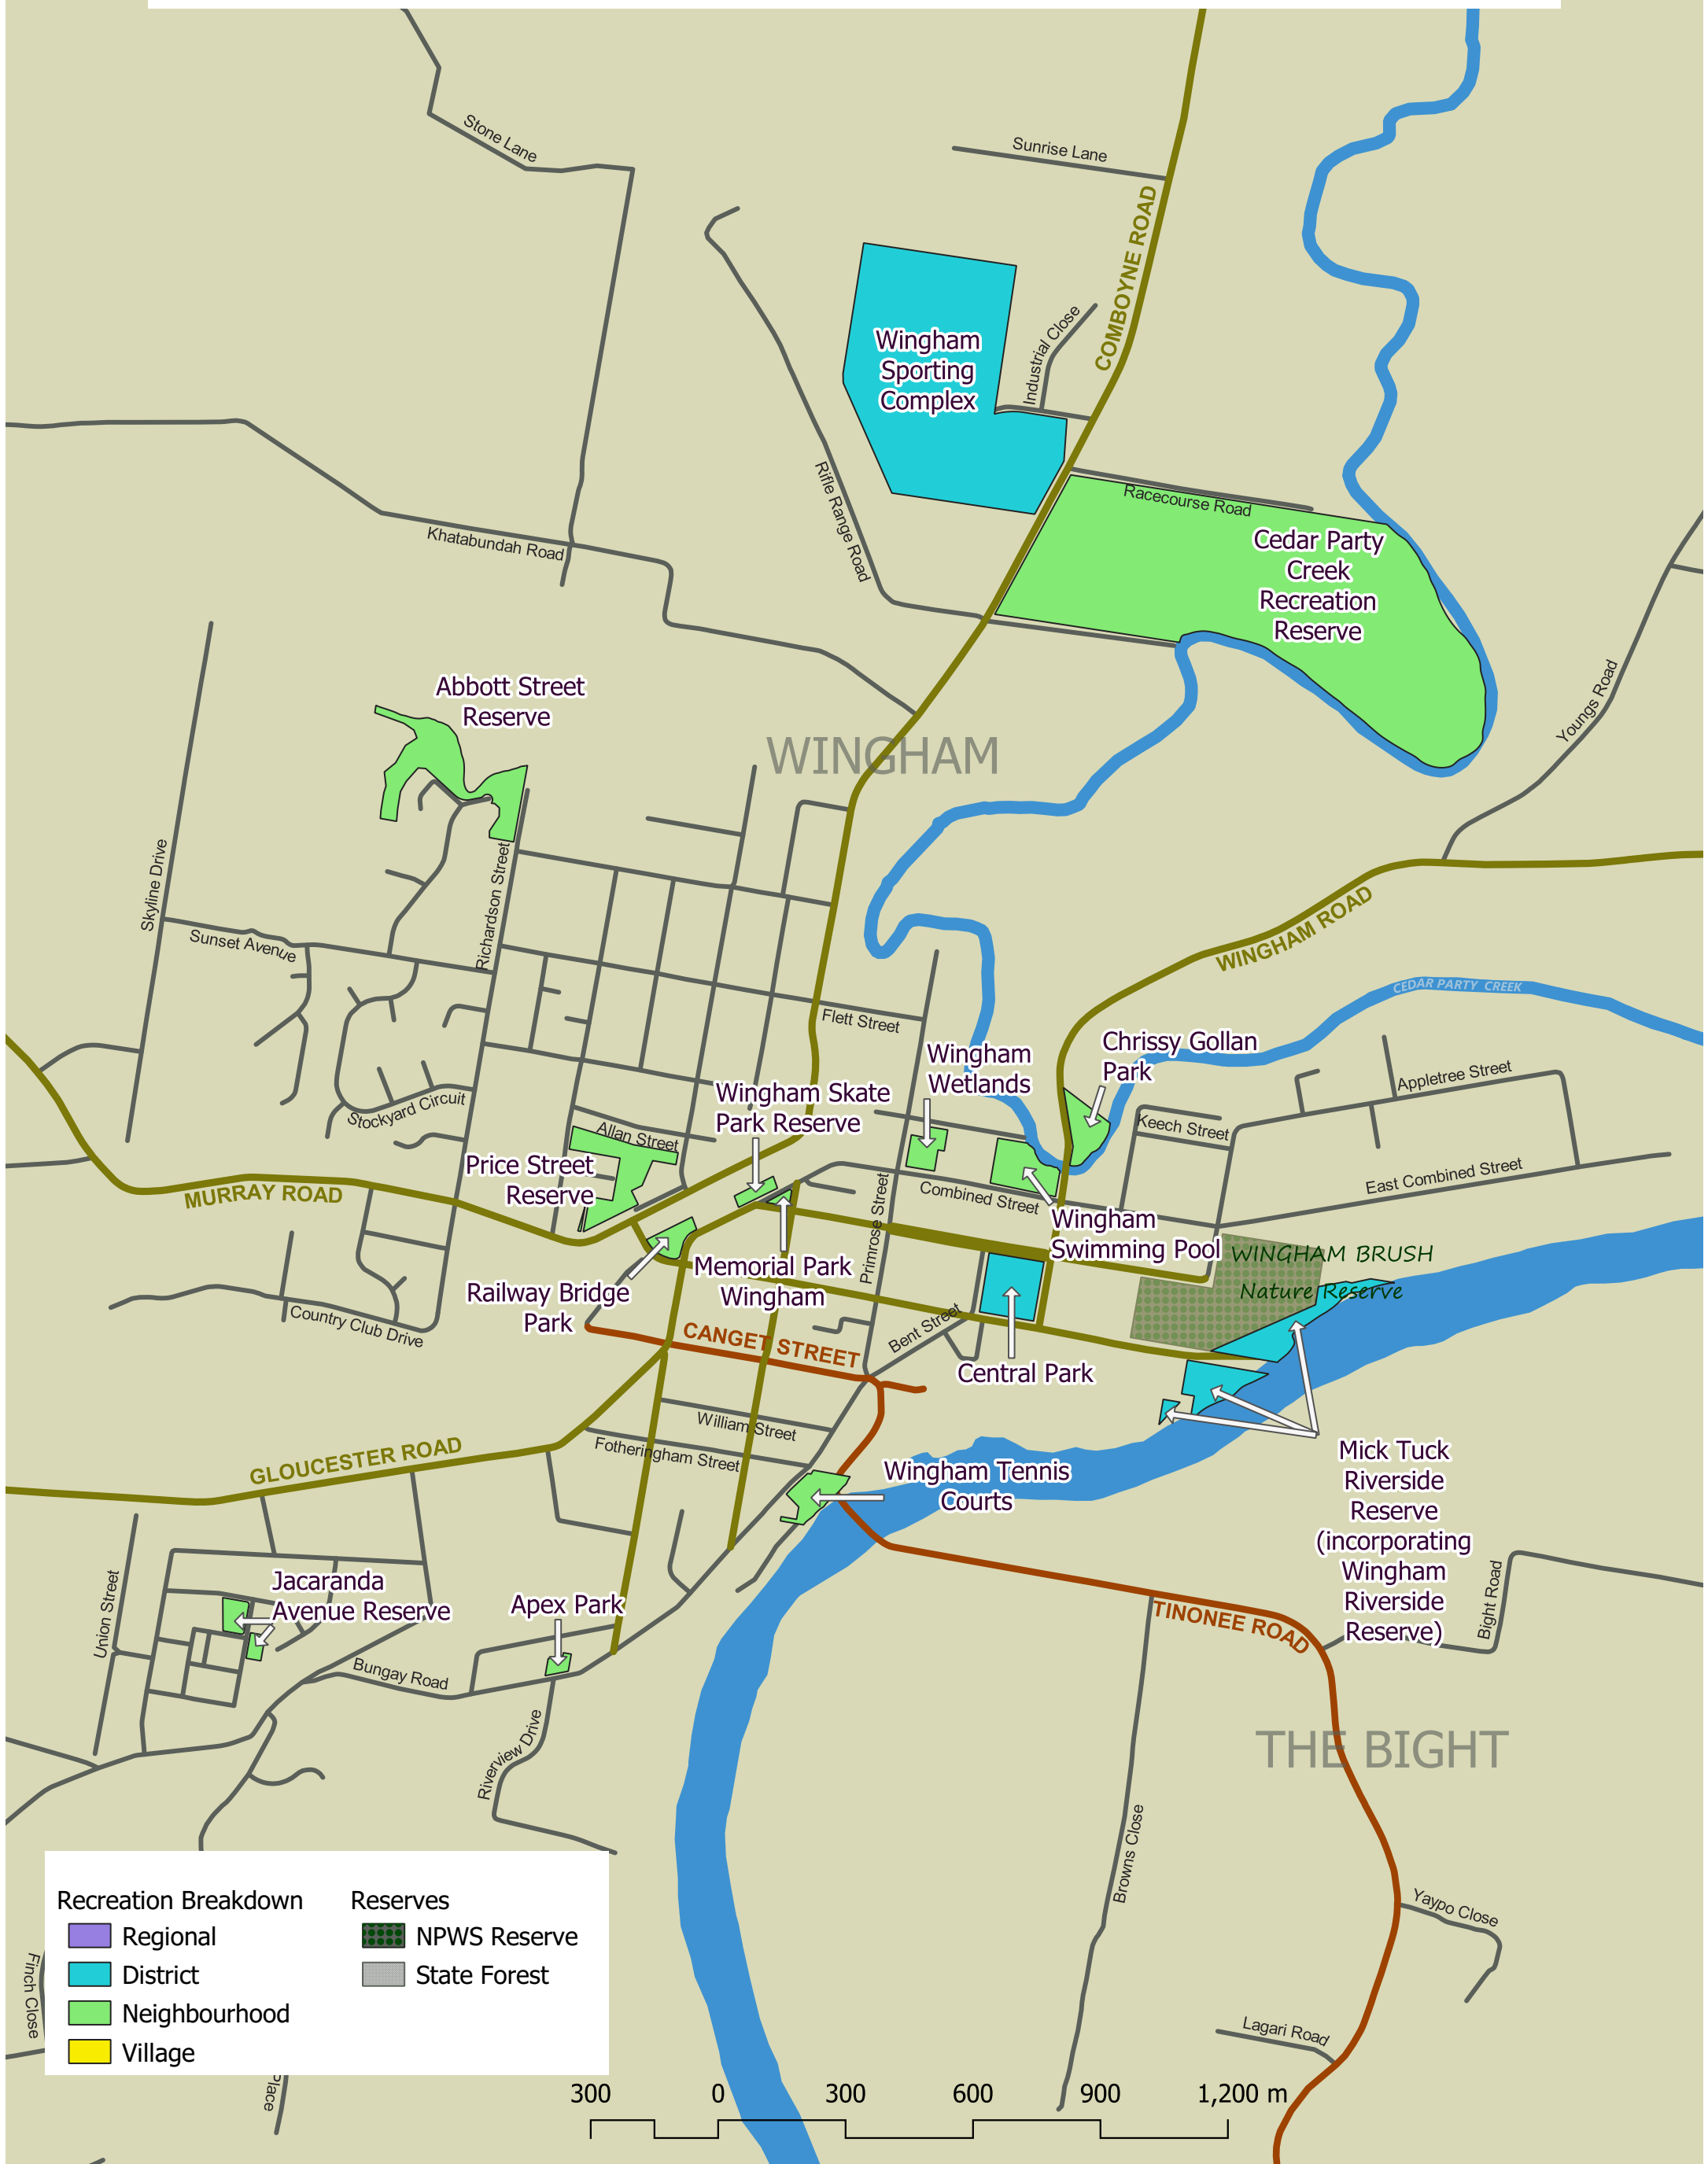 Stone Lane
Sunrise Lane
COMBOYNE ROAD
Industrial Close
Wingham
Sporting
Complex
Rifle Range Road
Racecourse Road
Khatabundah Road
Cedar Party
Creek
Recreation
Reserve
Youngs Road
Abbott Street
Reserve
WINGHAM
Skyline Drive
Richardson Street
Sunset Avenue
WINGHAM ROAD
CEDAR PARTY CREEK
Flett Street
Wingham
Wetlands
Chrissy Gollan
Park
Appletree Street
Stockyard Circuit
Wingham Skate
Park Reserve
Keech Street
Allan Street
Price Street
Reserve
MURRAY ROAD
East Combined Street
Combined Street
Primrose Street
Wingham
Swimming Pool
WINGHAM BRUSH
Nature Reserve
Memorial Park
Wingham
Railway Bridge
Park
Country Club Drive
CANGET STREET
Bent Street
Central Park
William Street
Fotheringham Street
GLOUCESTER ROAD
Wingham Tennis
Courts
Mick Tuck
Riverside
Reserve
(incorporating
Wingham
Riverside
Reserve)
Union Street
Jacaranda
Avenue Reserve
Apex Park
Bight Road
TINONEE ROAD
Bungay Road
Riverview Drive
THE BIGHT
Browns Close
Yaypo Close
Lagari Road
Finch Close
Place
Recreation Breakdown
Regional
District
Neighbourhood
Village
Reserves
NPWS Reserve
State Forest
300 0 300 600 900 1,200 m